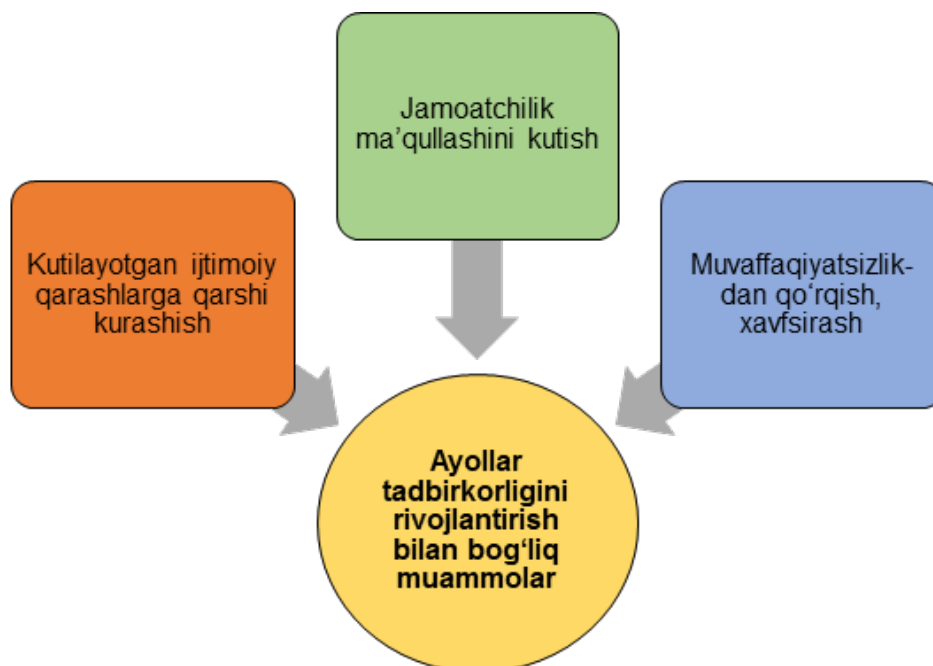 Jamoatchilik
ma’qullashini kutish
Kutilayotgan ijtimoiy
qarashlarga qarshi
kurashish
Muvaffaqiyatsizlik-
dan qo‘rqish,
xavfsirash
Ayollar
tadbirkorligini
rivojlantirish
bilan bog‘liq
muammolar